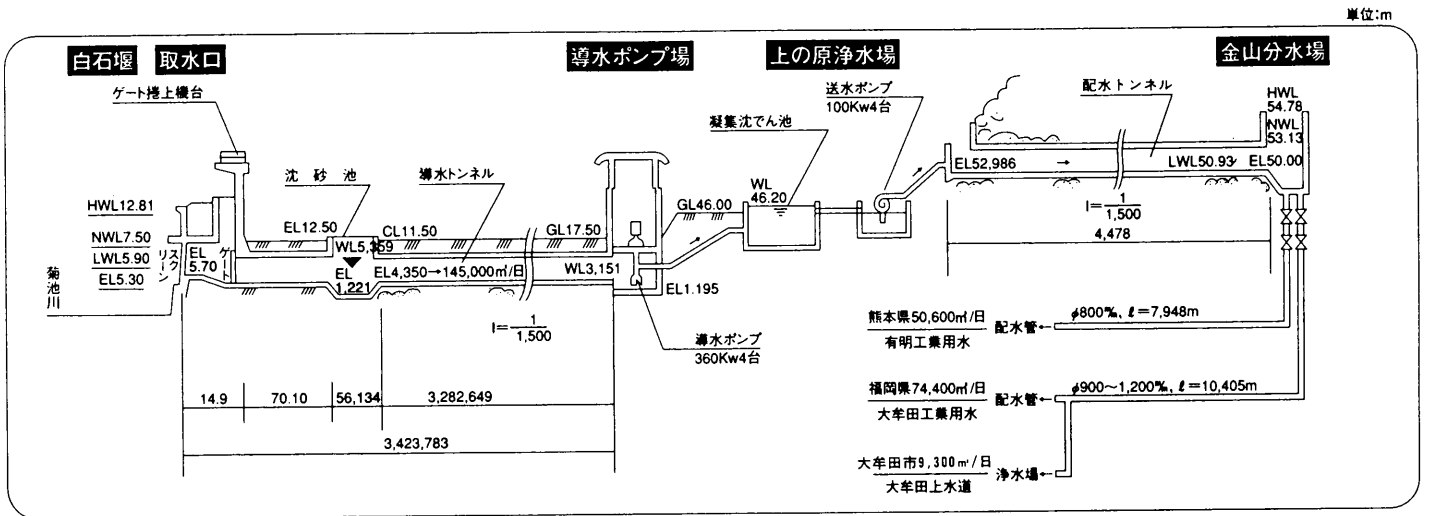 単位:m
白石堰
取水口
導水ポンプ場
上の原浄水場
金山分水場
ゲート捲上機台
沈砂池
導水トンネル
凝集沈でん池
送水ポンプ
100Kw4台
配水トンネル
HWL
54.78
NWL
53.13
HWL12.81
NWL7.50
LWL5.90
EL5.30
菊池川
スクリーン
EL
5.70
ゲート
EL12.50
WL5,359
EL
1,221
CL11.50
EL4,350→145,000㎥/日
GL17.50
WL3,151
EL1.195
GL46.00
WL
46.20
EL52,986
LWL50.93
EL50.00
I=1/1,500
I=1/1,500
4,478
導水ポンプ
360Kw4台
14.9
70.10
56,134
3,282,649
3,423,783
熊本県50,600㎥/日
有明工業用水
配水管←
φ800‰, ℓ=7,948m
福岡県74,400㎥/日
大牟田工業用水
配水管←
φ900〜1,200‰, ℓ=10,405m
大牟田市9,300㎥/日
大牟田上水道
浄水場←